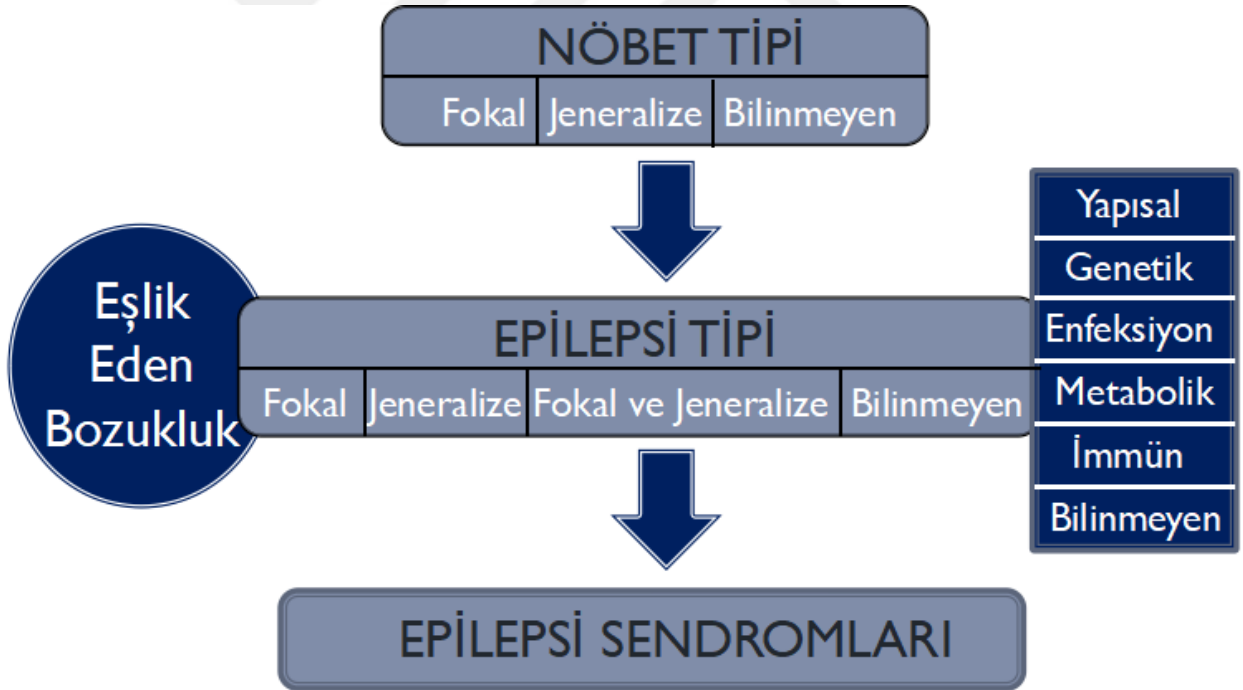 NÖBET TİPİ
Fokal Jeneralize Bilinmeyen
Eşlik
Eden
Bozukluk
EPİLEPSİ TİPİ
Fokal Jeneralize Fokal ve Jeneralize Bilinmeyen
Yapısal
Genetik
Enfeksiyon
Metabolik
İmmün
Bilinmeyen
EPİLEPSİ SENDROMLARI